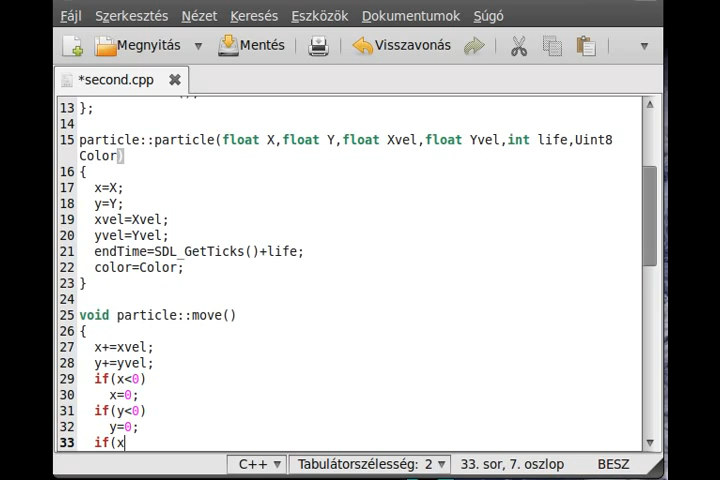 Fájl Szerkesztés Nézet Keresés Eszközök Dokumentumok Súgó
Megnyitás Mentés Visszavonás
*second.cpp
13 };
14
15 particle::particle(float X,float Y,float Xvel,float Yvel,int life,Uint8
Color)
16 {
17 x=X;
18 y=Y;
19 xvel=Xvel;
20 yvel=Yvel;
21 endTime=SDL_GetTicks()+life;
22 color=Color;
23 }
24
25 void particle::move()
26 {
27 x+=xvel;
28 y+=yvel;
29 if(x<0)
30 x=0;
31 if(y<0)
32 y=0;
33 if(x
C++ Tabulátorszélesség: 2 33. sor, 7. oszlop BESZ